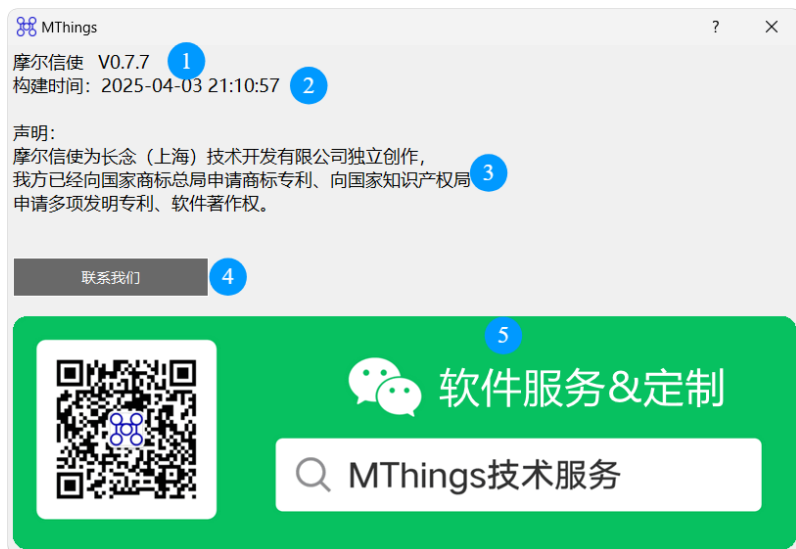 MThings ? ×
摩尔信使 V0.7.7 1
构建时间：2025-04-03 21:10:57 2
声明：
摩尔信使为长念（上海）技术开发有限公司独立创作，
我方已经向国家商标总局申请商标专利、向国家知识产权局 3
申请多项发明专利、软件著作权。
联系我们 4
5
软件服务&定制
MThings技术服务